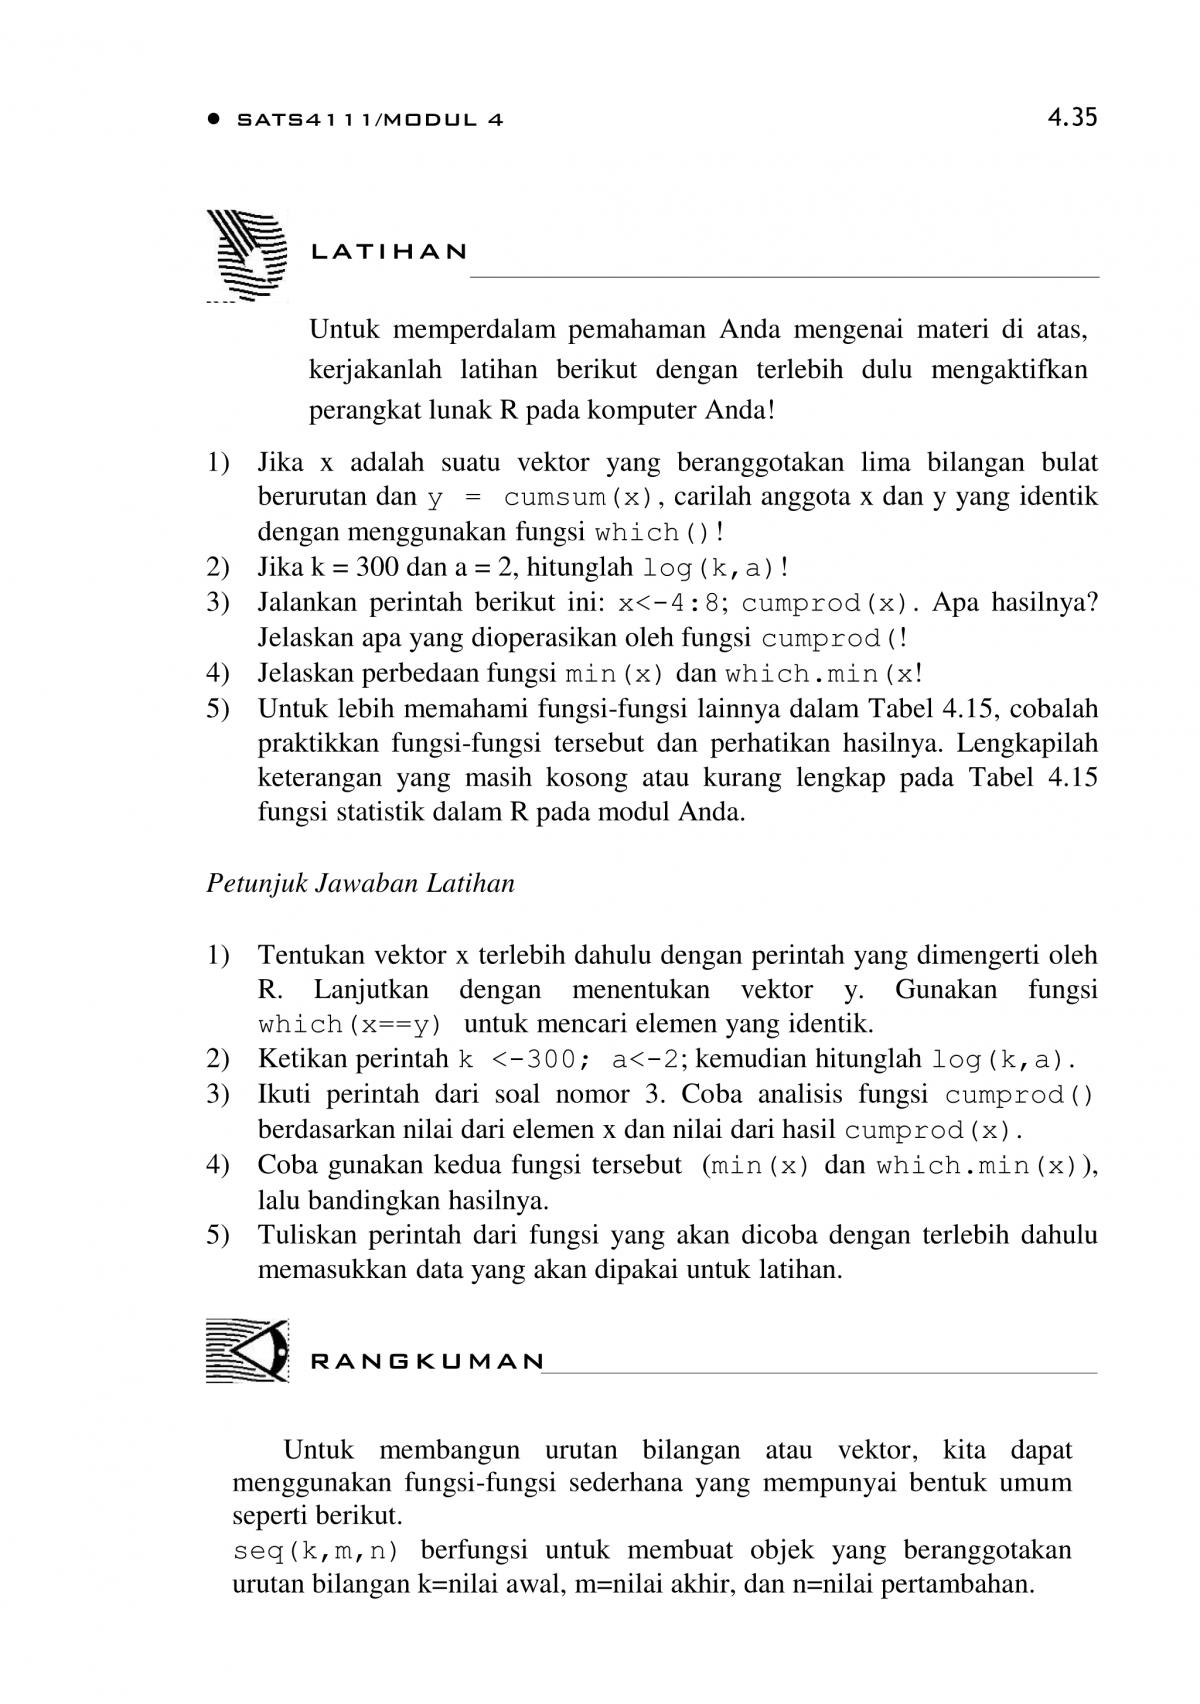 ● SATS4111/MODUL 4 4.35
LATIHAN
Untuk memperdalam pemahaman Anda mengenai materi di atas,
kerjakanlah latihan berikut dengan terlebih dulu mengaktifkan
perangkat lunak R pada komputer Anda!
1) Jika x adalah suatu vektor yang beranggotakan lima bilangan bulat
berurutan dan y = cumsum(x), carilah anggota x dan y yang identik
dengan menggunakan fungsi which()!
2) Jika k = 300 dan a = 2, hitunglah log(k,a)!
3) Jalankan perintah berikut ini: x<-4:8; cumprod(x). Apa hasilnya?
Jelaskan apa yang dioperasikan oleh fungsi cumprod(!
4) Jelaskan perbedaan fungsi min(x) dan which.min(x!
5) Untuk lebih memahami fungsi-fungsi lainnya dalam Tabel 4.15, cobalah
praktikkan fungsi-fungsi tersebut dan perhatikan hasilnya. Lengkapilah
keterangan yang masih kosong atau kurang lengkap pada Tabel 4.15
fungsi statistik dalam R pada modul Anda.
Petunjuk Jawaban Latihan
1) Tentukan vektor x terlebih dahulu dengan perintah yang dimengerti oleh
R. Lanjutkan dengan menentukan vektor y. Gunakan fungsi
which(x==y) untuk mencari elemen yang identik.
2) Ketikan perintah k <-300; a<-2; kemudian hitunglah log(k,a).
3) Ikuti perintah dari soal nomor 3. Coba analisis fungsi cumprod()
berdasarkan nilai dari elemen x dan nilai dari hasil cumprod(x).
4) Coba gunakan kedua fungsi tersebut (min(x) dan which.min(x)),
lalu bandingkan hasilnya.
5) Tuliskan perintah dari fungsi yang akan dicoba dengan terlebih dahulu
memasukkan data yang akan dipakai untuk latihan.
RANGKUMAN
Untuk membangun urutan bilangan atau vektor, kita dapat
menggunakan fungsi-fungsi sederhana yang mempunyai bentuk umum
seperti berikut.
seq(k,m,n) berfungsi untuk membuat objek yang beranggotakan
urutan bilangan k=nilai awal, m=nilai akhir, dan n=nilai pertambahan.